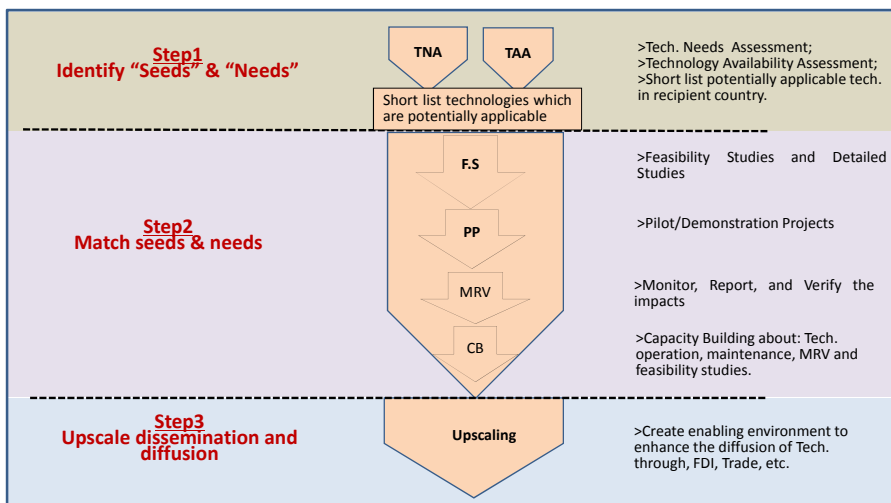 Step1
Identify “Seeds” & “Needs”
TNA
TAA
Short list technologies which
are potentially applicable
>Tech. Needs Assessment;
>Technology Availability Assessment;
>Short list potentially applicable tech.
in recipient country.
Step2
Match seeds & needs
F.S
PP
MRV
CB
>Feasibility Studies and Detailed
Studies
>Pilot/Demonstration Projects
>Monitor, Report, and Verify the
impacts
>Capacity Building about: Tech.
operation, maintenance, MRV and
feasibility studies.
Step3
Upscale dissemination and
diffusion
Upscaling
>Create enabling environment to
enhance the diffusion of Tech.
through, FDI, Trade, etc.